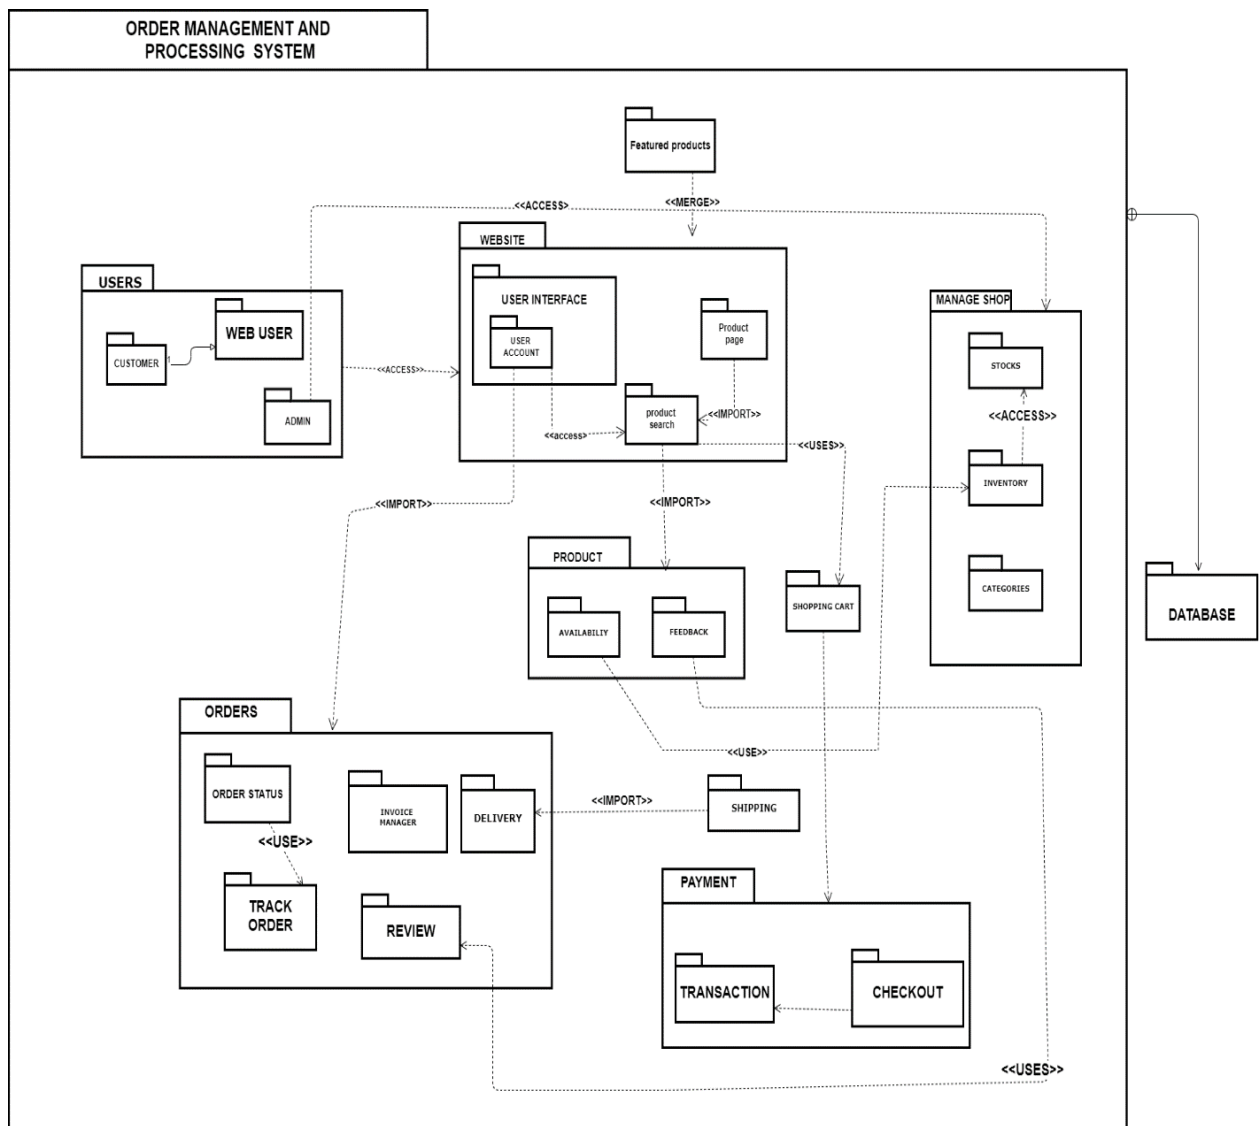 ORDER MANAGEMENT AND
PROCESSING SYSTEM
Featured products
<<ACCESS>
<<MERGE>>
WEBSITE
USERS
USER INTERFACE
MANAGE SHOP
WEB USER
USER
ACCOUNT
Product
page
CUSTOMER
1
STOCKS
<<ACCESS>>
ADMIN
product
search
<<IMPORT>>
<<ACCESS>>
<<access>
<<USES>>
INVENTORY
<<IMPORT>>
<<IMPORT>>
PRODUCT
CATEGORIES
SHOPPING CART
DATABASE
AVAILABILIY
FEEDBACK
ORDERS
<<USE>>
ORDER STATUS
INVOICE
MANAGER
DELIVERY
<<IMPORT>>
SHIPPING
<<USE>>
PAYMENT
TRACK
ORDER
REVIEW
TRANSACTION
CHECKOUT
<<USES>>